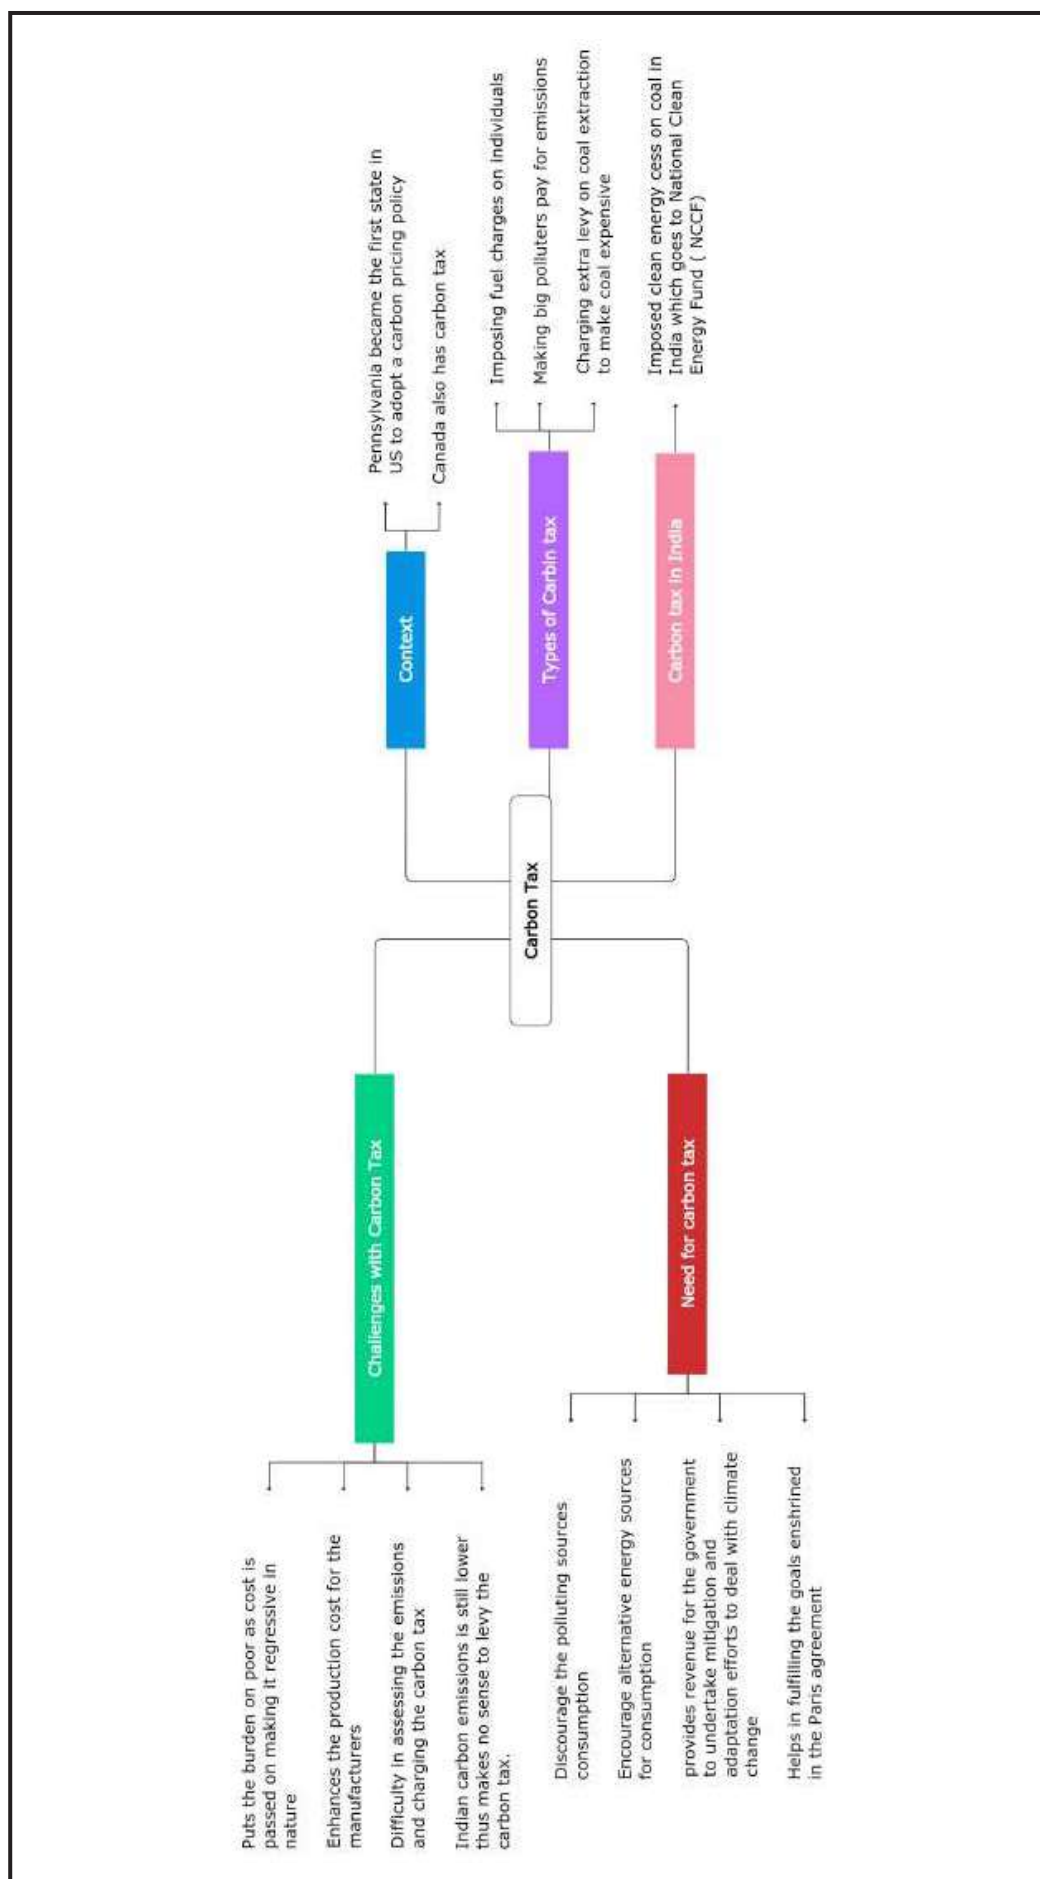 Carbon Tax
Context
Pennsylvania became the first state in
US to adopt a carbon pricing policy
Canada also has carbon tax
Types of Carbin tax
Imposing fuel charges on individuals
Making big polluters pay for emissions
Charging extra levy on coal extraction
to make coal expensive
Carbon tax in India
Imposed clean energy cess on coal in
India which goes to National Clean
Energy Fund ( NCCF)
Challenges with Carbon Tax
Puts the burden on poor as cost is
passed on making it regressive in
nature
Enhances the production cost for the
manufacturers
Difficulty in assessing the emissions
and charging the carbon tax
Indian carbon emissions is still lower
thus makes no sense to levy the
carbon tax.
Need for carbon tax
Discourage the polluting sources
consumption
Encourage alternative energy sources
for consumption
provides revenue for the government
to undertake mitigation and
adaptation efforts to deal with climate
change
Helps in fulfilling the goals enshrined
in the Paris agreement